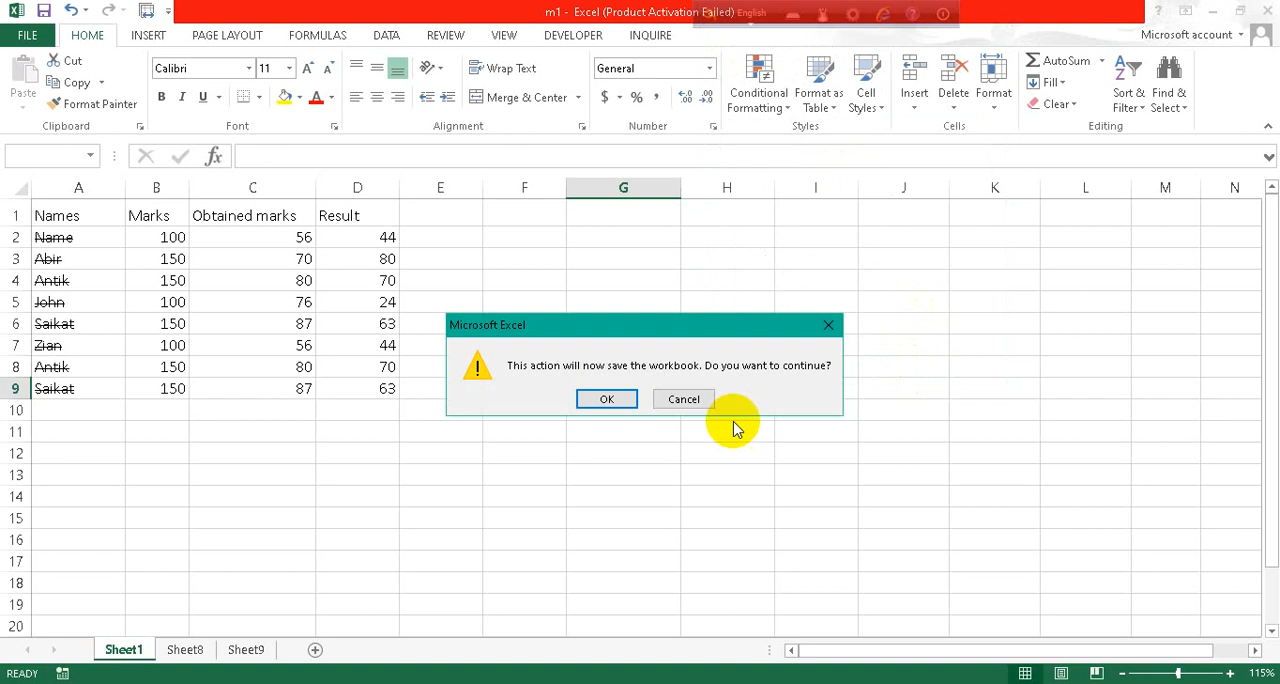 m1 - Excel (Product Activation Failed)
English
FILE HOME INSERT PAGE LAYOUT FORMULAS DATA REVIEW VIEW DEVELOPER INQUIRE Microsoft account
Paste
Cut
Copy
Format Painter
Clipboard
Calibri 11
B I U
Font
Wrap Text
Merge & Center
Alignment
General
$ % ,
Number
Conditional Formatting
Format as Table
Cell Styles
Styles
Insert
Delete
Format
Cells
AutoSum
Fill
Clear
Sort & Filter
Find & Select
Editing
fx
A B C D E F G H I J K L M N
1 Names Marks Obtained marks Result
2 Name 100 56 44
3 Abir 150 70 80
4 Antik 150 80 70
5 John 100 76 24
6 Saikat 150 87 63
7 Zian 100 56 44
8 Antik 150 80 70
9 Saikat 150 87 63
10
11
12
13
14
15
16
17
18
19
20
Microsoft Excel
This action will now save the workbook. Do you want to continue?
OK Cancel
Sheet1 Sheet8 Sheet9
READY 115%